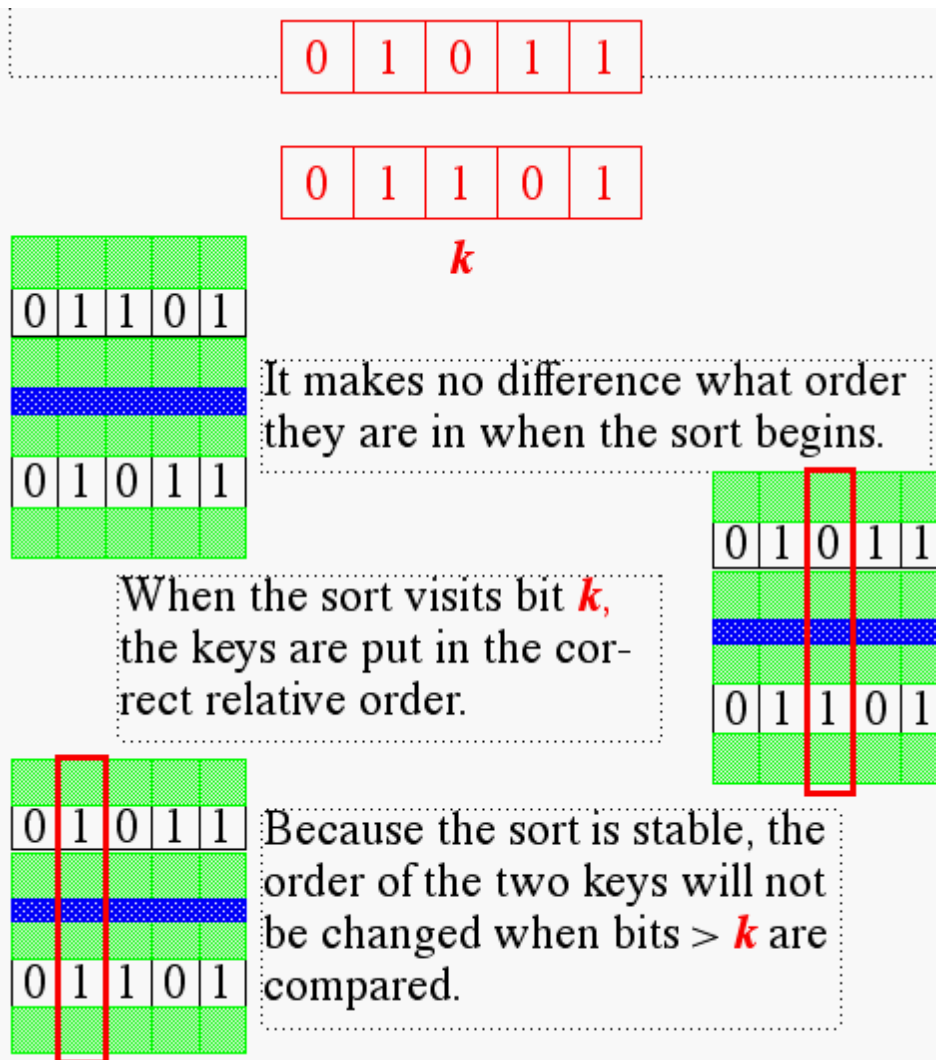 0 1 0 1 1
0 1 1 0 1
k
0 1 1 0 1
It makes no difference what order
they are in when the sort begins.
0 1 0 1 1
0 1 0 1 1
When the sort visits bit k,
the keys are put in the cor-
rect relative order.
0 1 1 0 1
0 1 0 1 1
Because the sort is stable, the
order of the two keys will not
be changed when bits > k are
compared.
0 1 1 0 1